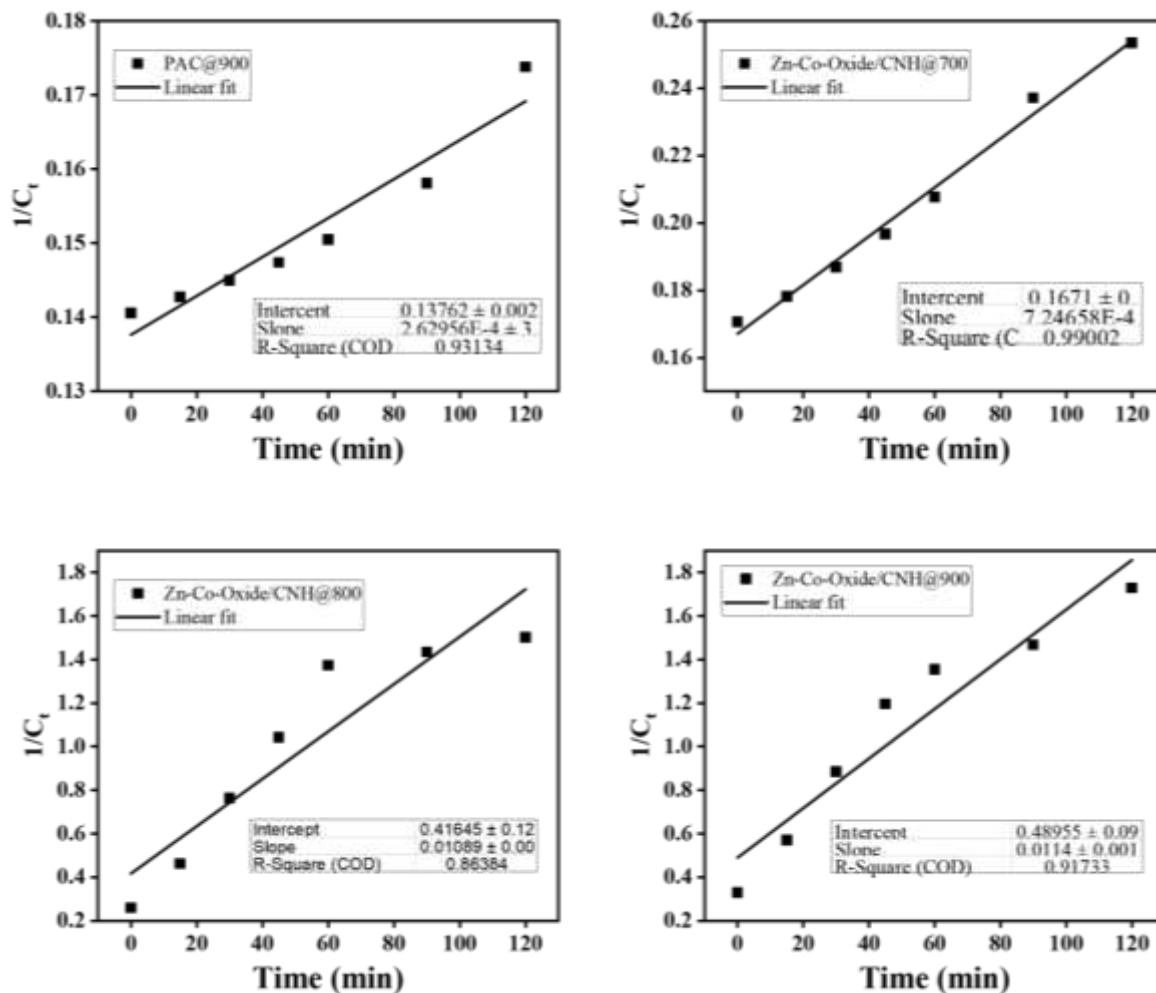 0.18
0.17
0.16
0.15
0.14
0.13
1/Ct
PAC@900
Linear fit
Intercept 0.13762 ± 0.002
Slope 2.62956E-4 ± 3
R-Square (COD 0.93134
0 20 40 60 80 100 120
Time (min)
0.26
0.24
0.22
0.20
0.18
0.16
1/Ct
Zn-Co-Oxide/CNH@700
Linear fit
Intercept 0.1671 ± 0
Slope 7.24658E-4
R-Square (C 0.99002
0 20 40 60 80 100 120
Time (min)
1.8
1.6
1.4
1.2
1.0
0.8
0.6
0.4
0.2
1/Ct
Zn-Co-Oxide/CNH@800
Linear fit
Intercept 0.41645 ± 0.12
Slope 0.01089 ± 0.00
R-Square (COD) 0.86384
0 20 40 60 80 100 120
Time (min)
1.8
1.6
1.4
1.2
1.0
0.8
0.6
0.4
0.2
1/Ct
Zn-Co-Oxide/CNH@900
Linear fit
Intercept 0.48955 ± 0.09
Slope 0.0114 ± 0.001
R-Square (COD) 0.91733
0 20 40 60 80 100 120
Time (min)